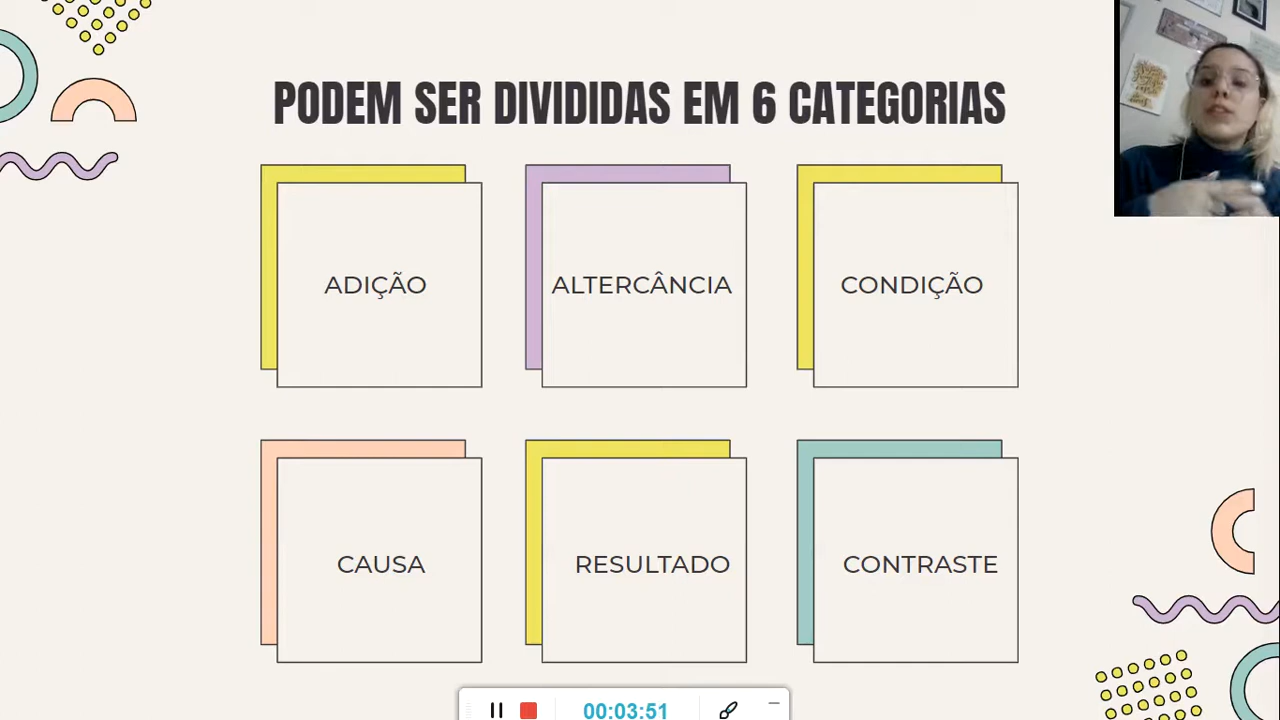 PODEM SER DIVIDIDAS EM 6 CATEGORIAS
ADIÇÃO
ALTERCÂNCIA
CONDIÇÃO
CAUSA
RESULTADO
CONTRASTE
00:03:51